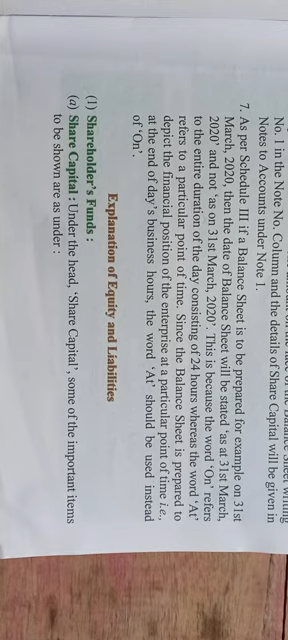 Balance Sheet writing
No. 1 in the Note No. Column and the details of Share Capital will be given in
Notes to Accounts under Note 1.
7. As per Schedule III if a Balance Sheet is to be prepared for example on 31st
March, 2020, then the date of Balance Sheet will be stated 'as at 31st March,
2020' and not 'as on 31st March, 2020'. This is because the word 'On' refers
to the entire duration of the day consisting of 24 hours whereas the word 'At'
refers to a particular point of time. Since the Balance Sheet is prepared to
depict the financial position of the enterprise at a particular point of time i.e.,
at the end of day's business hours, the word 'At' should be used instead
of 'On'.
Explanation of Equity and Liabilities
(1) Shareholder's Funds :
(a) Share Capital : Under the head, 'Share Capital', some of the important items
to be shown are as under :